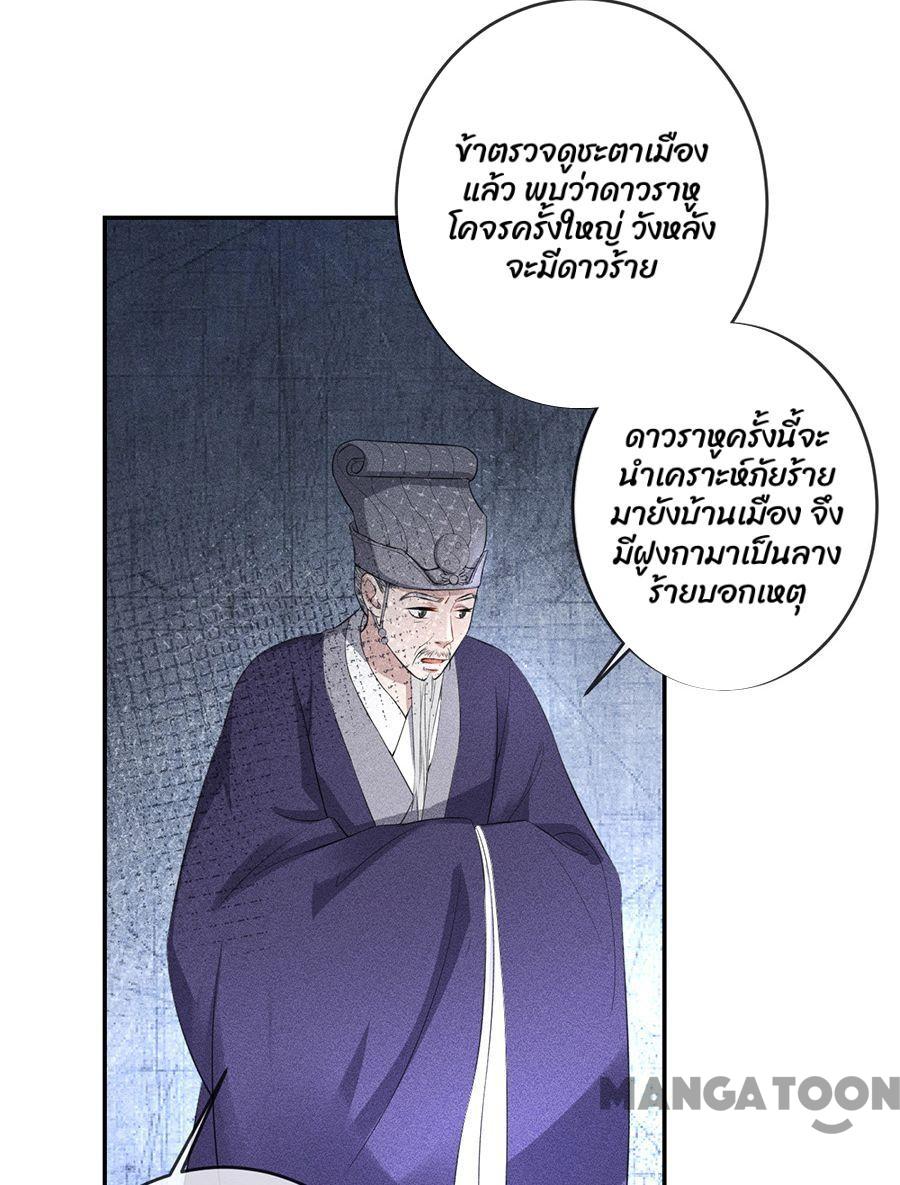 ข้าตรวจดูชะตาเมือง
แล้ว พบว่าดาวราหู
โคจรครั้งใหญ่ วังหลัง
จะมีดาวร้าย
ดาวราหูครั้งนี้จะ
นำเคราะห์ภัยร้าย
มายังบ้านเมือง จึง
มีฝูงกามาเป็นลาง
ร้ายบอกเหตุ
MANGATOON